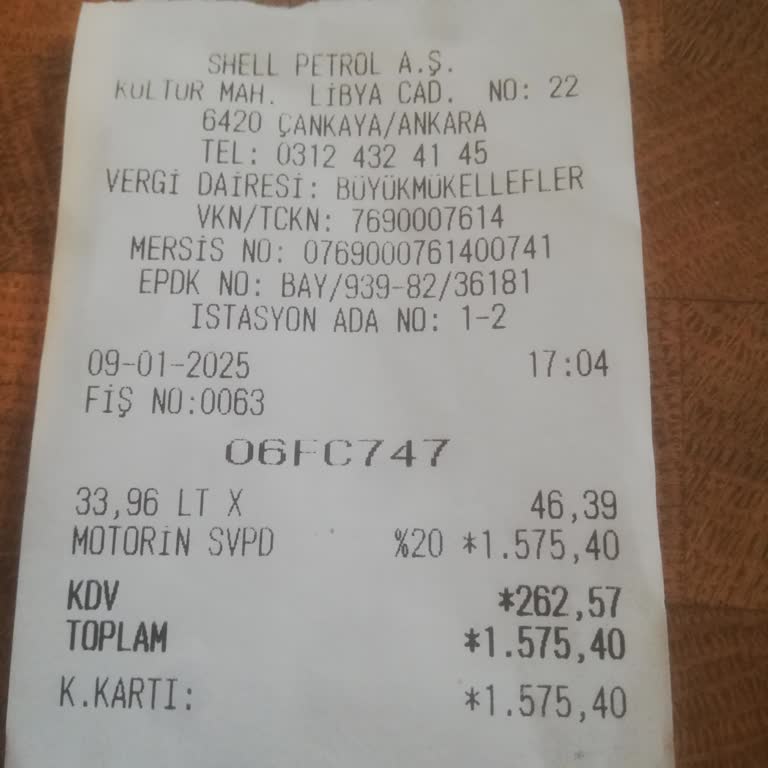 SHELL PETROL A.Ş.
KÜLTÜR MAH. LİBYA CAD. NO: 22
6420 ÇANKAYA/ANKARA
TEL: 0312 432 41 45
VERGİ DAİRESİ: BÜYÜKMÜKELLEFLER
VKN/TCKN: 7690007614
MERSİS NO: 0769000761400741
EPDK NO: BAY/939-82/36181
İSTASYON ADA NO: 1-2
09-01-2025 17:04
FİŞ NO:0063
06FC747
33,96 LT X 46,39
MOTORİN SVPD %20 *1.575,40
KDV *262,57
TOPLAM *1.575,40
K.KARTI: *1.575,40